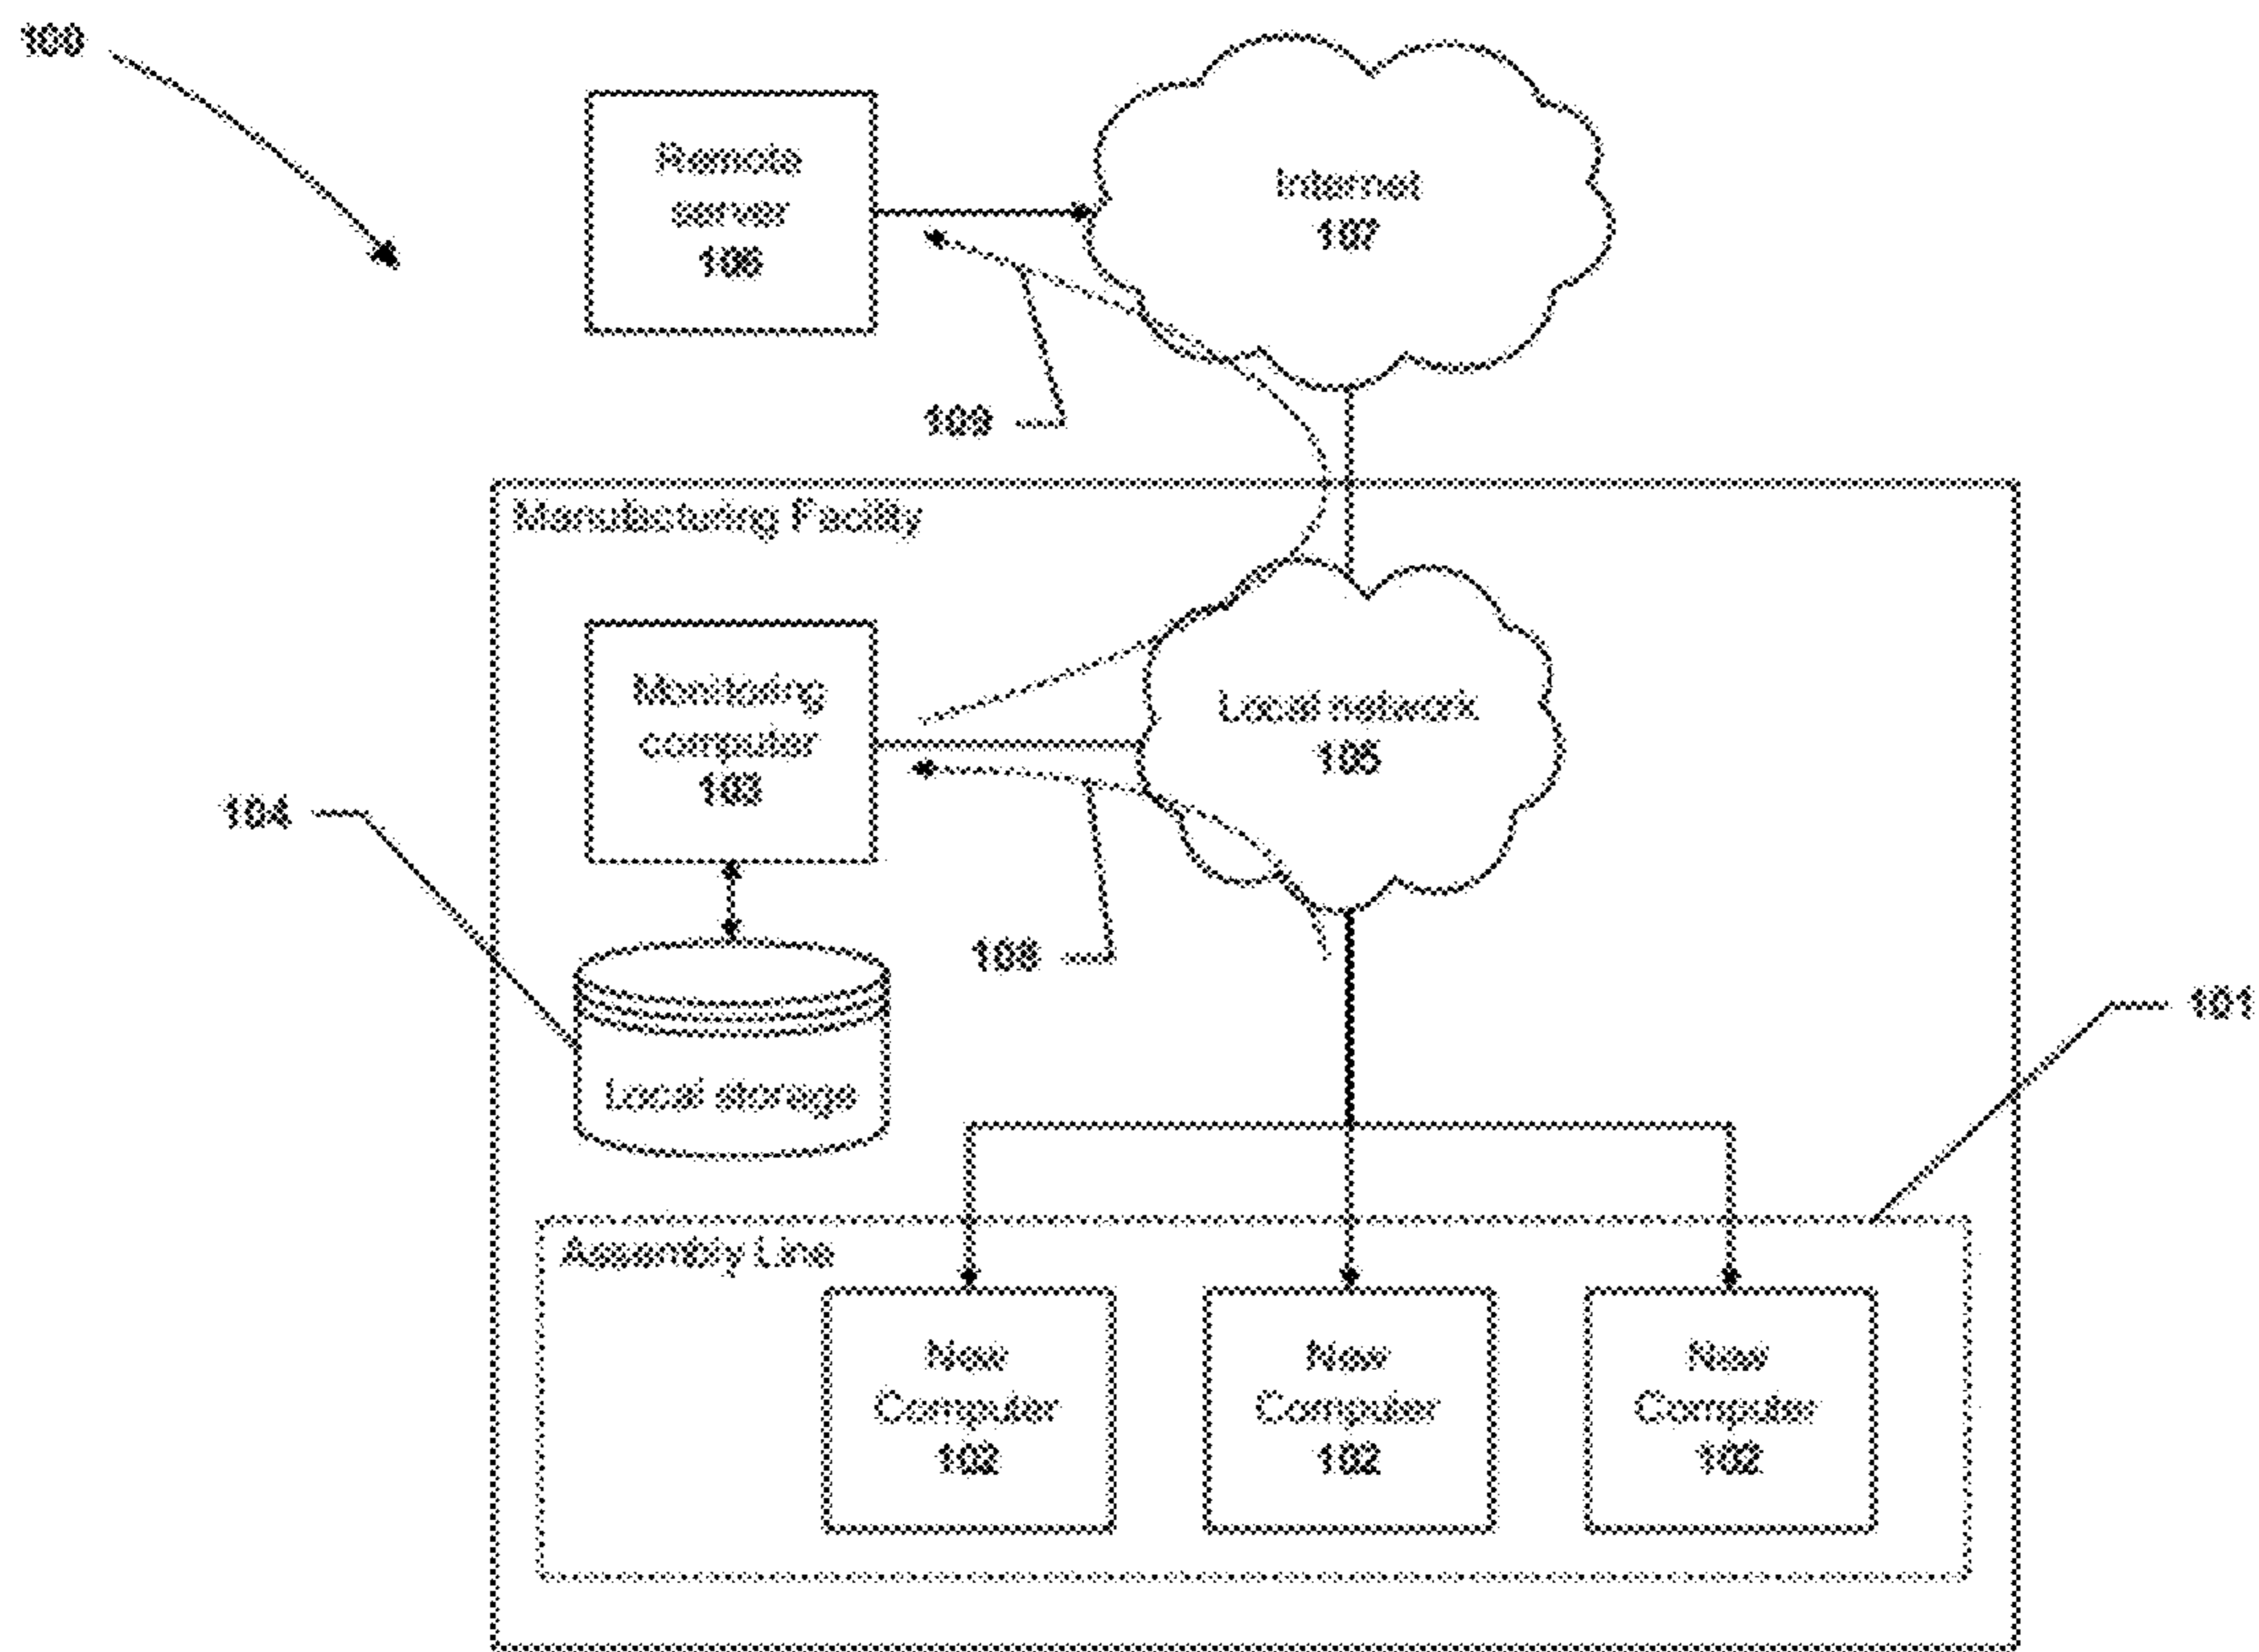 100
Remote
server
106
Internet
107
109
Manufacturing Facility
Monitoring
computer
103
Local network
105
104
108
Local storage
101
Assembly Line
New
Computer
102
New
Computer
102
New
Computer
102